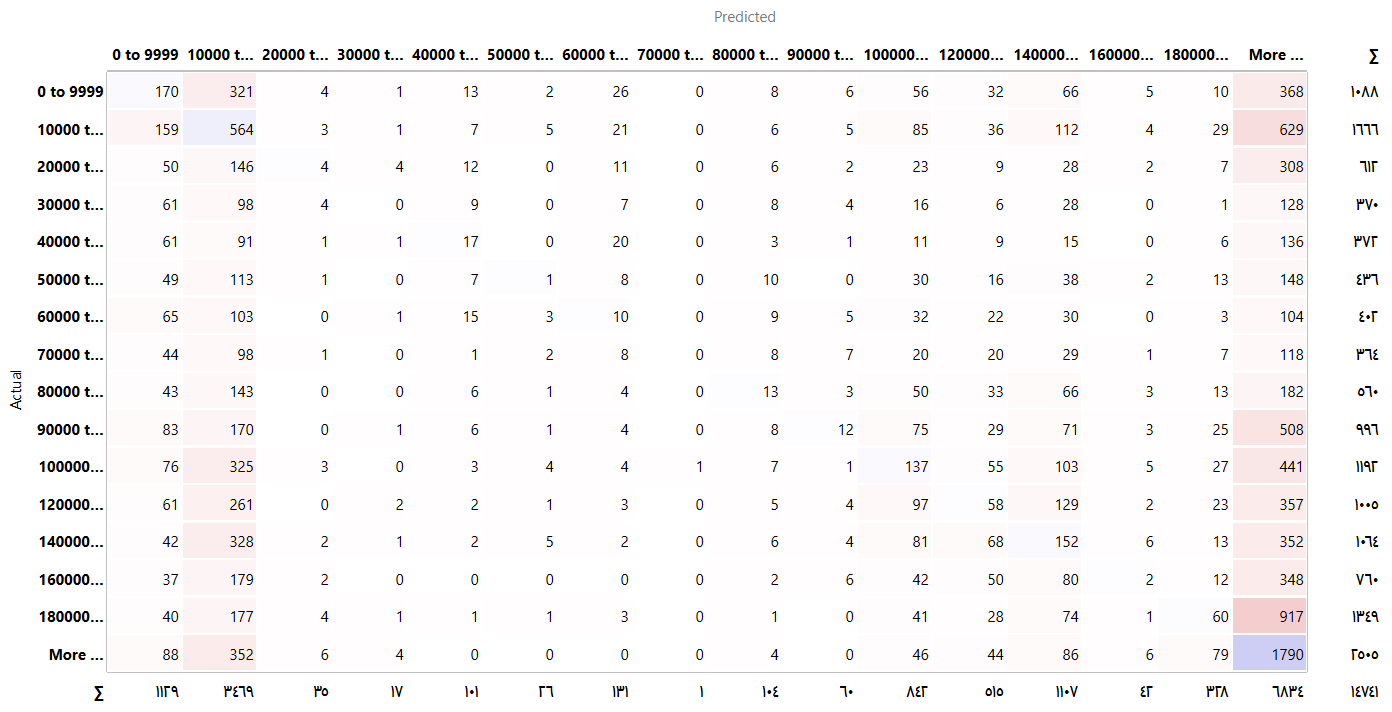 Predicted
0 to 9999 10000 t... 20000 t... 30000 t... 40000 t... 50000 t... 60000 t... 70000 t... 80000 t... 90000 t... 100000... 120000... 140000... 160000... 180000... More ... ∑
0 to 9999 170 321 4 1 13 2 26 0 8 6 56 32 66 5 10 368 ١٠٨٨
10000 t... 159 564 3 1 7 5 21 0 6 5 85 36 112 4 29 629 ١٦٦٦
20000 t... 50 146 4 4 12 0 11 0 6 2 23 9 28 2 7 308 ٦١٢
30000 t... 61 98 4 0 9 0 7 0 8 4 16 6 28 0 1 128 ٣٧٠
40000 t... 61 91 1 1 17 0 20 0 3 1 11 9 15 0 6 136 ٣٧٢
50000 t... 49 113 1 0 7 1 8 0 10 0 30 16 38 2 13 148 ٤٣٦
60000 t... 65 103 0 1 15 3 10 0 9 5 32 22 30 0 3 104 ٤٠٢
70000 t... 44 98 1 0 1 2 8 0 8 7 20 20 29 1 7 118 ٣٦٤
Actual
80000 t... 43 143 0 0 6 1 4 0 13 3 50 33 66 3 13 182 ٥٦٠
90000 t... 83 170 0 1 6 1 4 0 8 12 75 29 71 3 25 508 ٩٩٦
100000... 76 325 3 0 3 4 4 1 7 1 137 55 103 5 27 441 ١١٩٢
120000... 61 261 0 2 2 1 3 0 5 4 97 58 129 2 23 357 ١٠٠٥
140000... 42 328 2 1 2 5 2 0 6 4 81 68 152 6 13 352 ١٠٦٤
160000... 37 179 2 0 0 0 0 0 2 6 42 50 80 2 12 348 ٧٦٠
180000... 40 177 4 1 1 1 3 0 1 0 41 28 74 1 60 917 ١٣٤٩
More ... 88 352 6 4 0 0 0 0 4 0 46 44 86 6 79 1790 ٢٥٠٥
∑ ١١٢٩ ٣٤٦٩ ٣٥ ١٧ ١٠١ ٢٦ ١٣١ ١ ١٠٤ ٦٠ ٨٤٢ ٥١٥ ١١٠٧ ٤٢ ٣٢٨ ٦٨٣٤ ١٤٧٤١